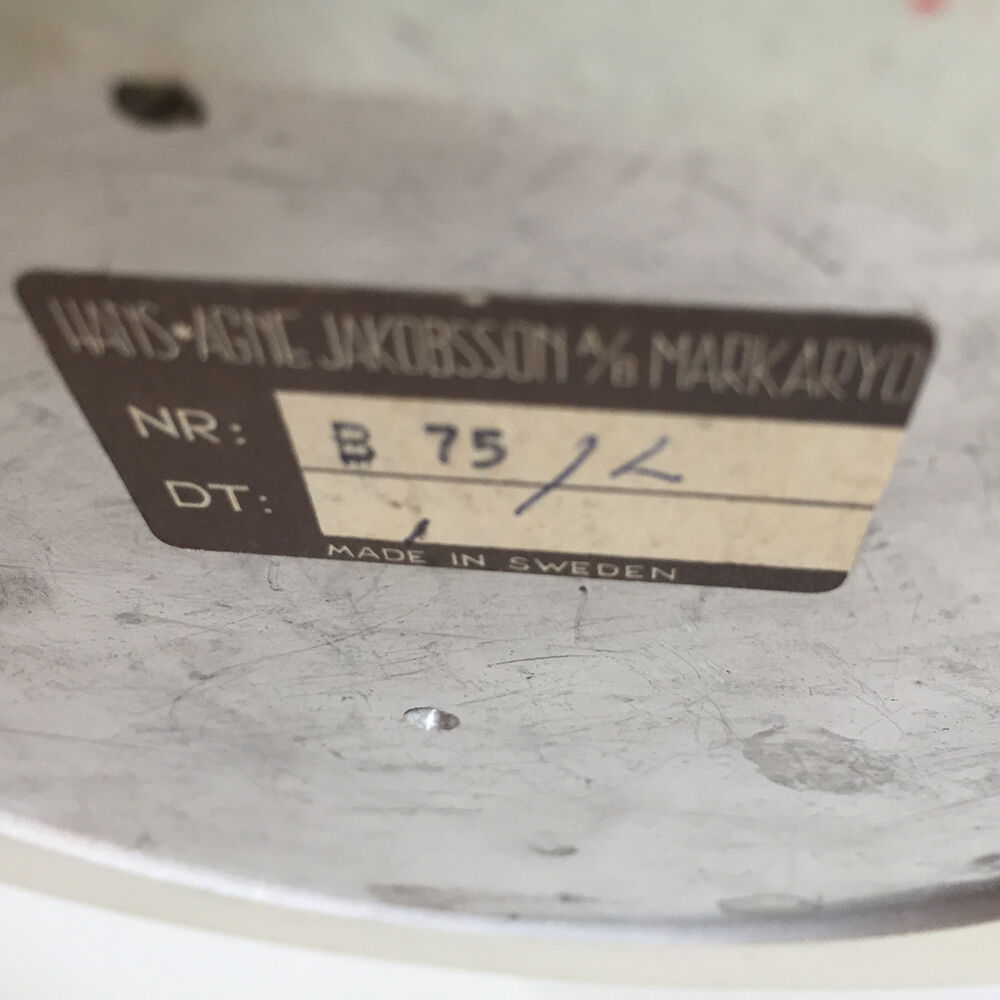 HANS-AGNE JAKOBSSON A/B MARKARYD
NR: B 75 / L
DT:
MADE IN SWEDEN